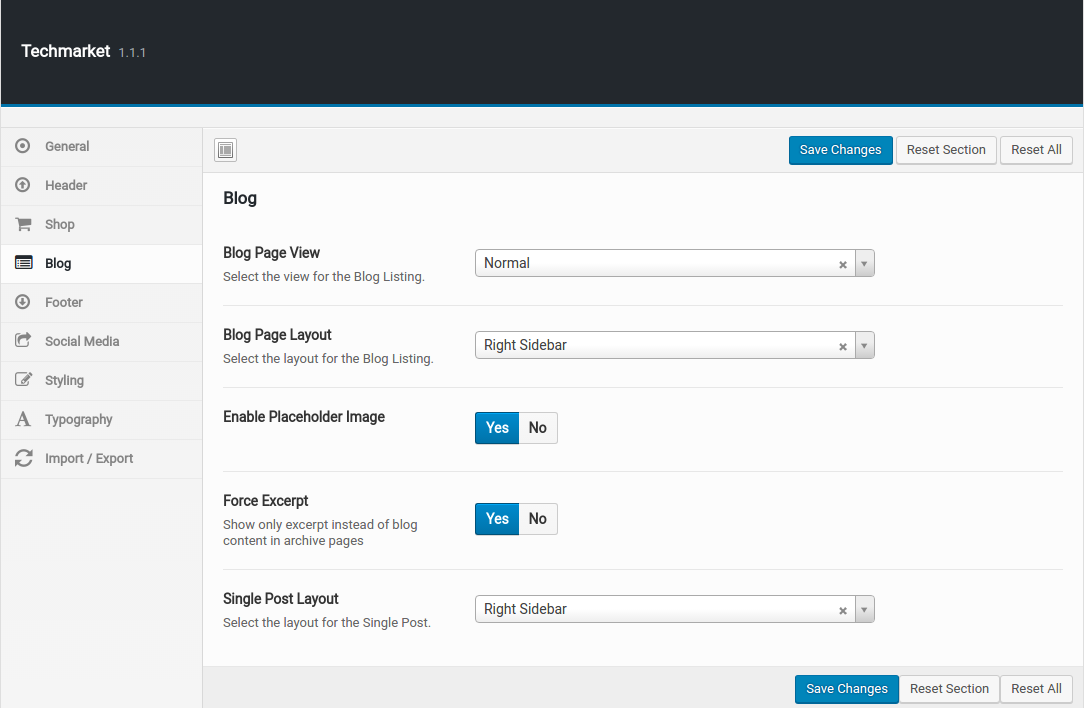 Techmarket 1.1.1
General
Header
Shop
Blog
Footer
Social Media
Styling
Typography
Import / Export
Save Changes Reset Section Reset All
Blog
Blog Page View
Select the view for the Blog Listing.
Normal
Blog Page Layout
Select the layout for the Blog Listing.
Right Sidebar
Enable Placeholder Image
Yes No
Force Excerpt
Show only excerpt instead of blog
content in archive pages
Yes No
Single Post Layout
Select the layout for the Single Post.
Right Sidebar
Save Changes Reset Section Reset All